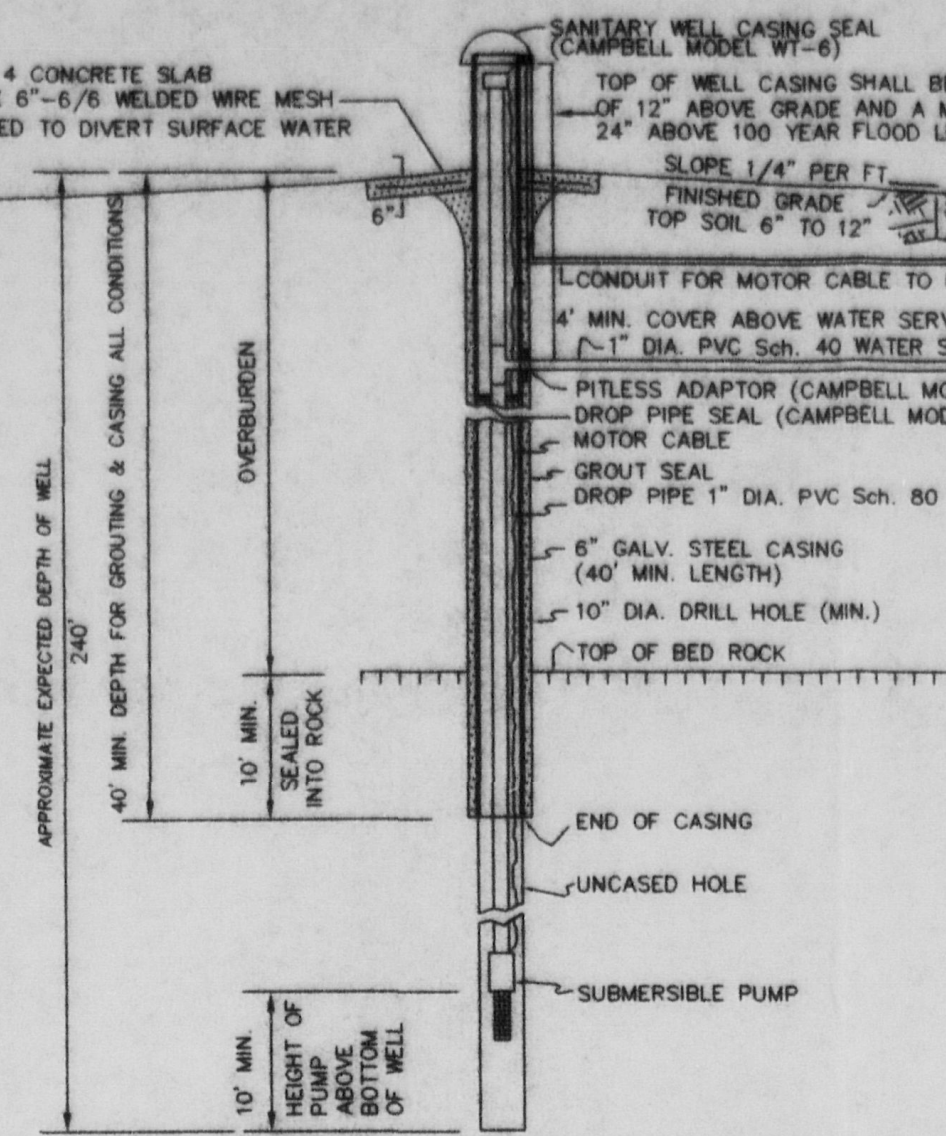 SANITARY WELL CASING SEAL
(CAMPBELL MODEL WT-6)
4 CONCRETE SLAB
6"-6/6 WELDED WIRE MESH
TO DIVERT SURFACE WATER
TOP OF WELL CASING SHALL
OF 12" ABOVE GRADE AND A
24" ABOVE 100 YEAR FLOOD
SLOPE 1/4" PER FT
FINISHED GRADE
TOP SOIL 6" TO 12"
6"
CONDUIT FOR MOTOR CABLE TO
4' MIN. COVER ABOVE WATER
1" DIA. PVC Sch. 40 WATER
PITLESS ADAPTOR (CAMPBELL
DROP PIPE SEAL (CAMPBELL
MOTOR CABLE
GROUT SEAL
DROP PIPE 1" DIA. PVC Sch. 80
6" GALV. STEEL CASING
(40' MIN. LENGTH)
10" DIA. DRILL HOLE (MIN.)
TOP OF BED ROCK
END OF CASING
UNCASED HOLE
SUBMERSIBLE PUMP
APPROXIMATE EXPECTED DEPTH OF WELL
240'
40' MIN. DEPTH FOR GROUTING & CASING ALL CONDITIONS
OVERBURDEN
10' MIN.
SEALED
INTO ROCK
10' MIN.
HEIGHT OF
PUMP
ABOVE
BOTTOM
OF WELL